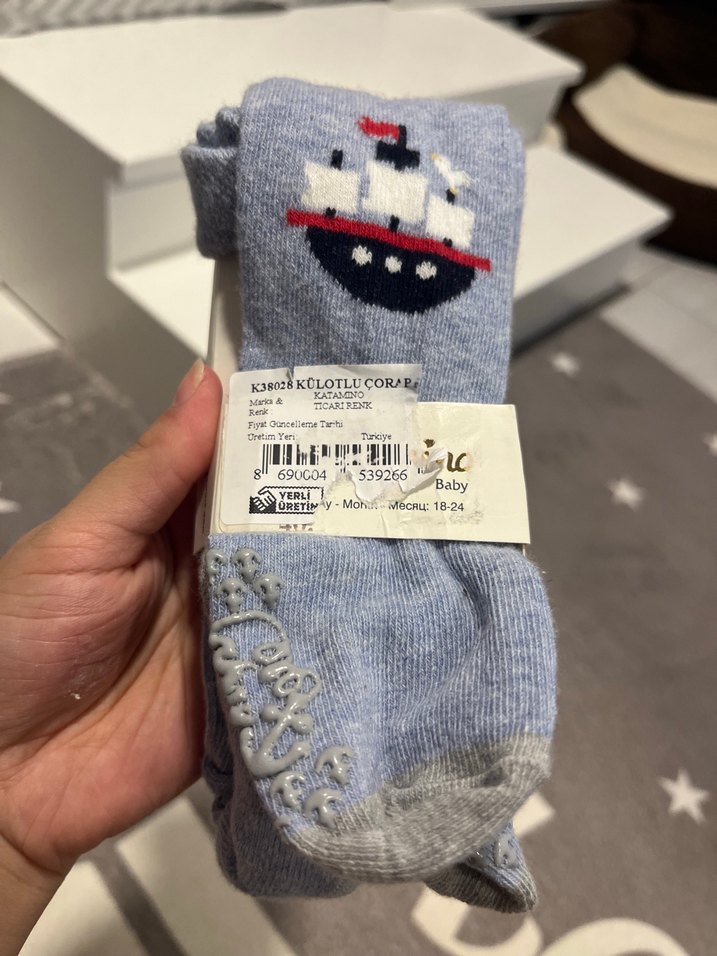 K38028 KÜLOTLU ÇORAP
Marka & KATAMINO
Renk : TICARI RENK
Fiyat Güncelleme Tarihi
Üretim Yeri: Türkiye
8 690004 539266
YERLİ
ÜRETİM
Baby
Месяц: 18-24